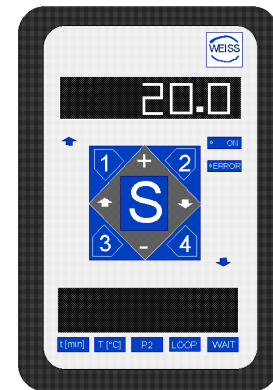 WEISS
20.0
ON
1 + 2
ERROR
S
3 - 4
t[min] T [°C] P2 LOOP WAIT